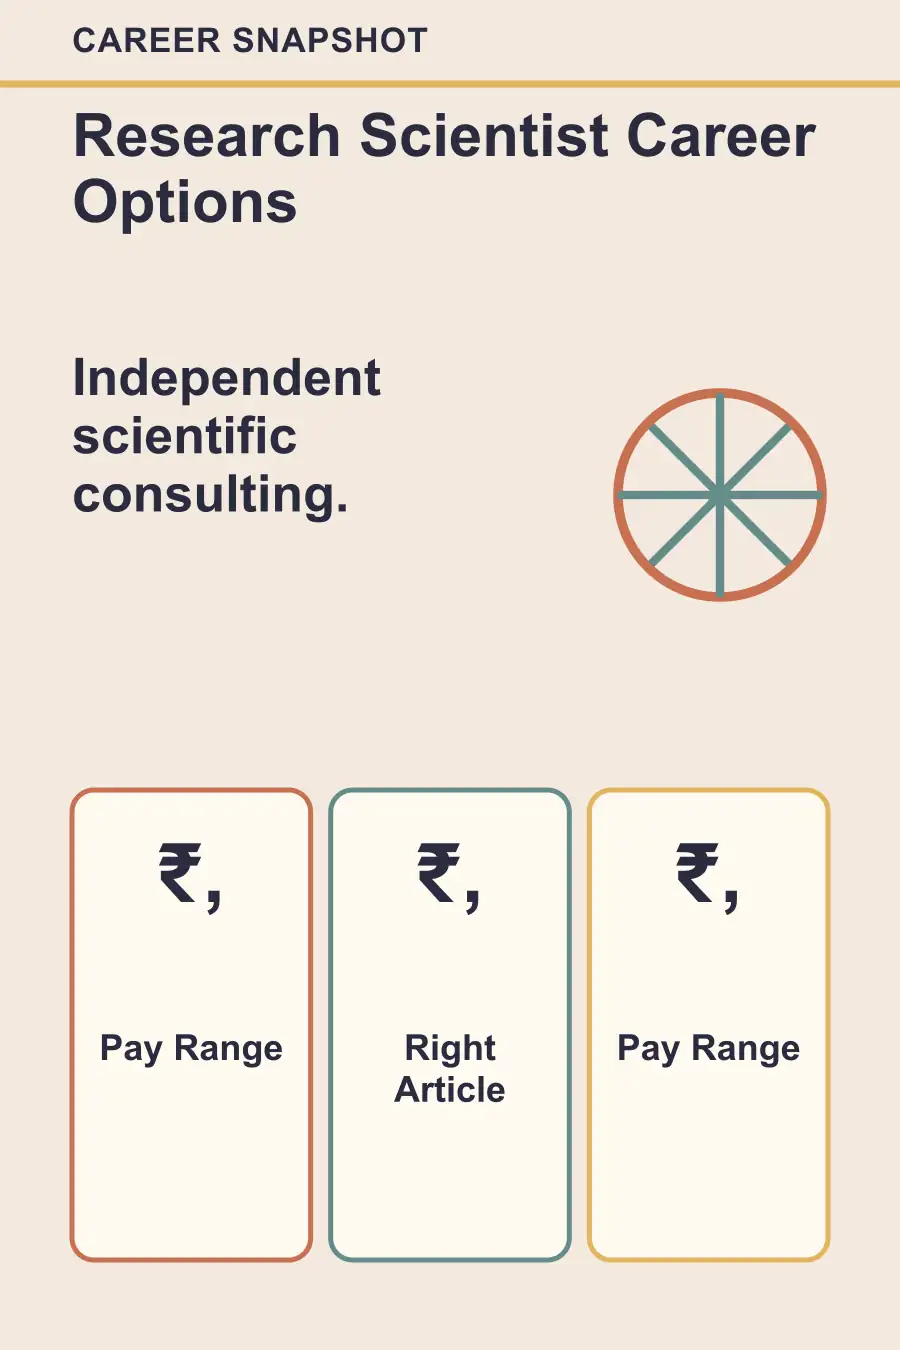 CAREER SNAPSHOT
Research Scientist Career
Options
Independent
scientific
consulting.
₹,
₹,
₹,
Pay Range
Right
Article
Pay Range